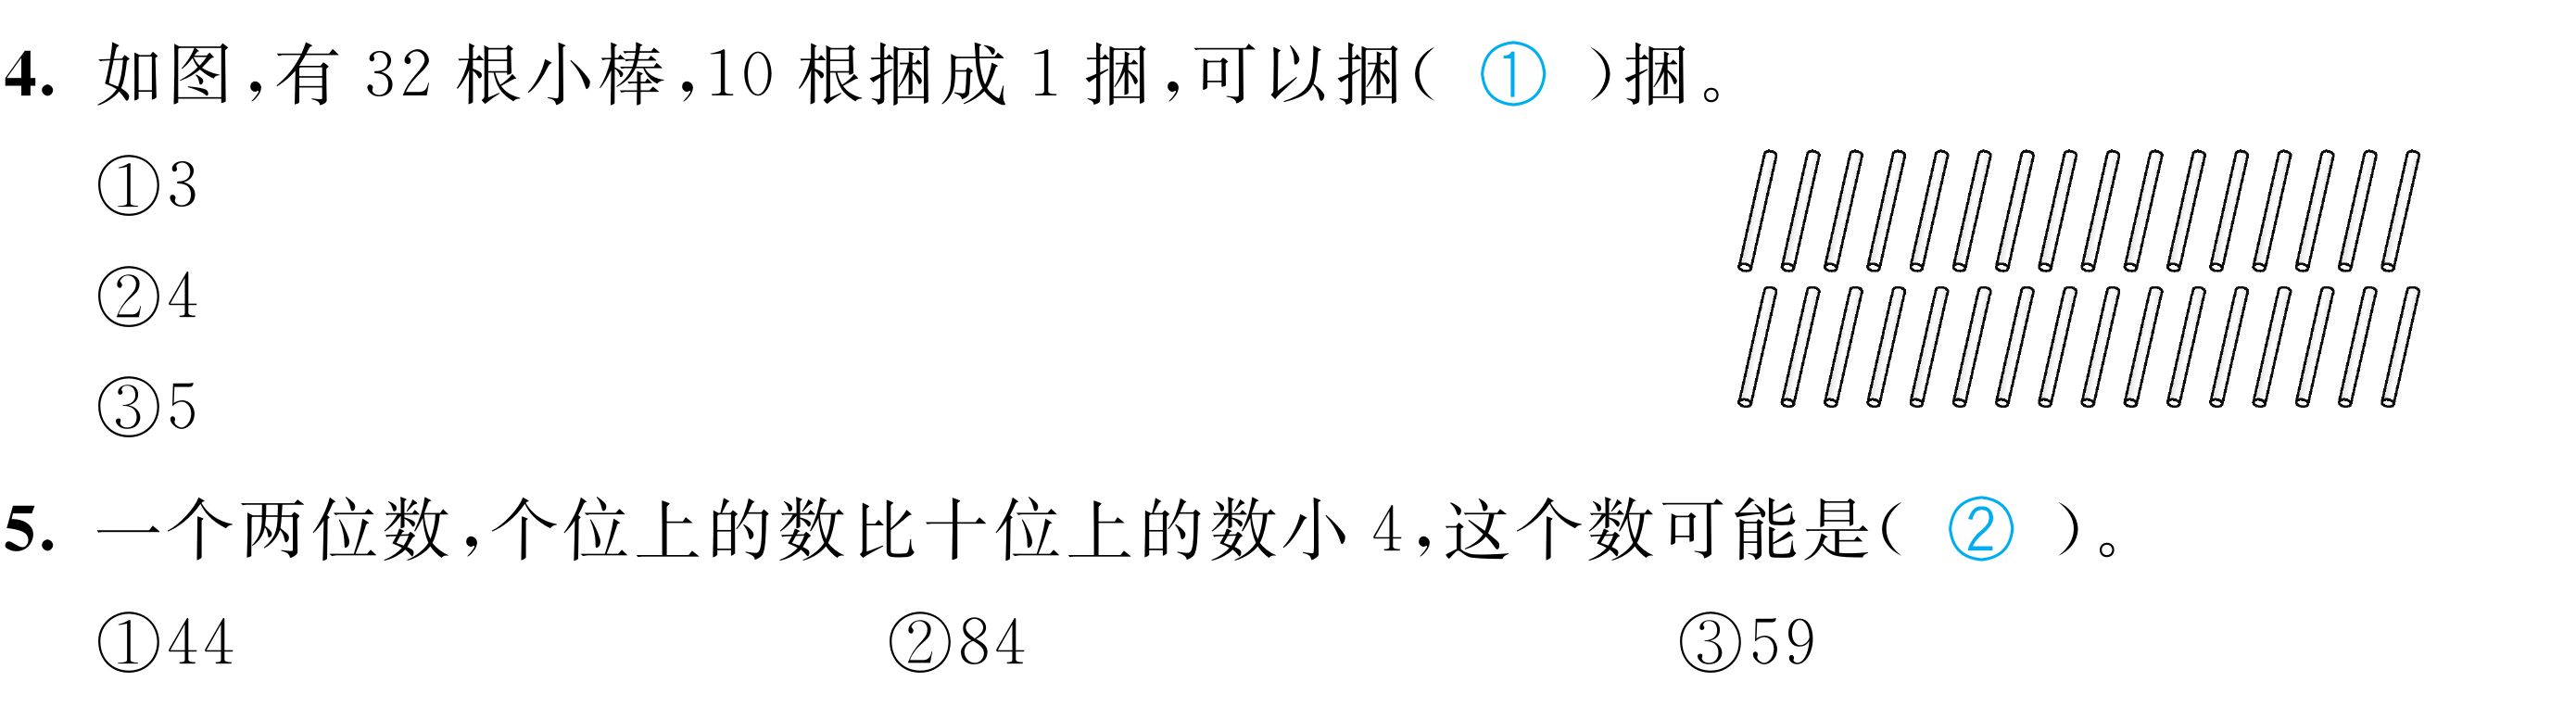 4. 如图,有 32 根小棒,10 根捆成 1 捆,可以捆( ① )捆。
①3
②4
③5
5. 一个两位数,个位上的数比十位上的数小 4,这个数可能是( ② )。
①44 ②84 ③59